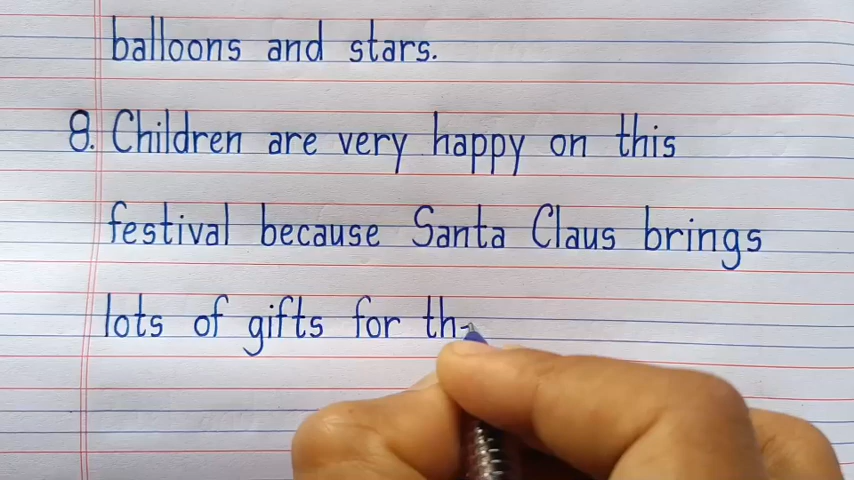 balloons and stars.
8. Children are very happy on this
festival because Santa Claus brings
lots of gifts for th